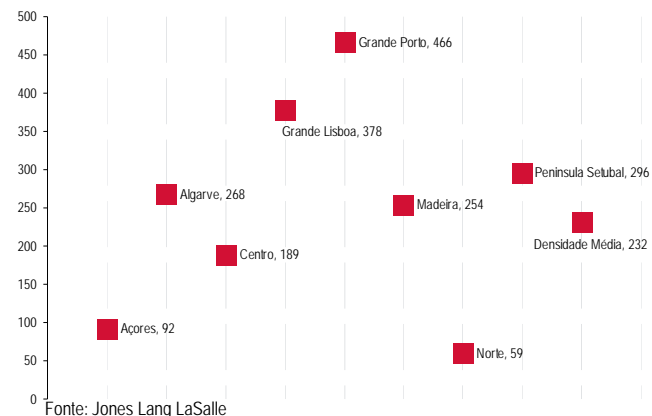 500
450
400
350
300
250
200
150
100
50
0
Grande Porto, 466
Grande Lisboa, 378
Peninsula Setubal, 296
Algarve, 268
Madeira, 254
Densidade Média, 232
Centro, 189
Açores, 92
Norte, 59
Fonte: Jones Lang LaSalle